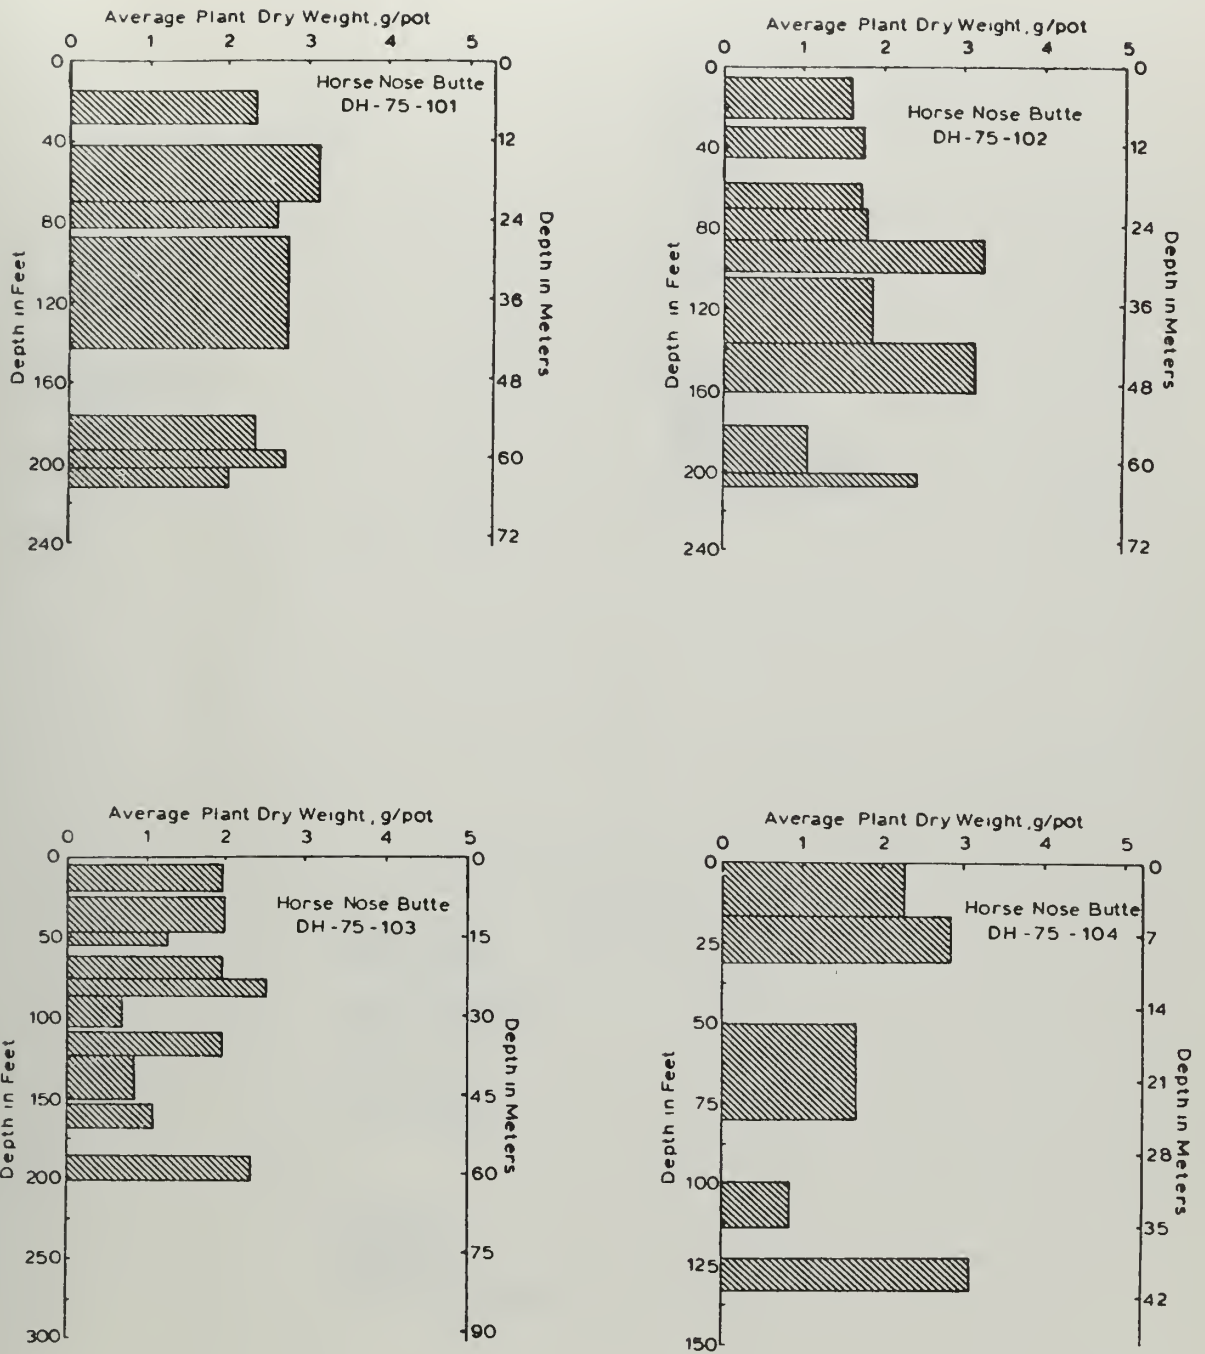 Average Plant Dry Weight, g/pot
0 1 2 3 4 5
Horse Nose Butte
DH-75-101
0
40
80
120
160
200
240
Depth in Feet
0
12
24
36
48
60
72
Depth in Meters
Average Plant Dry Weight, g/pot
0 1 2 3 4 5
Horse Nose Butte
DH-75-102
0
40
80
120
160
200
240
Depth in Feet
0
12
24
36
48
60
72
Depth in Meters
Average Plant Dry Weight, g/pot
0 1 2 3 4 5
Horse Nose Butte
DH-75-103
0
50
100
150
200
250
300
Depth in Feet
0
15
30
45
60
75
90
Depth in Meters
Average Plant Dry Weight, g/pot
0 1 2 3 4 5
Horse Nose Butte
DH-75-104
0
25
50
75
100
125
150
Depth in Feet
0
7
14
21
28
35
42
Depth in Meters